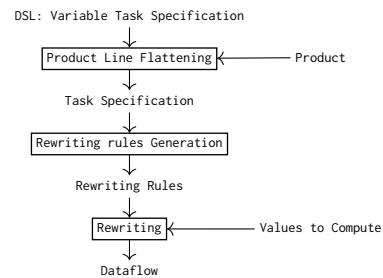 DSL: Variable Task Specification
Product Line Flattening
Product
Task Specification
Rewriting rules Generation
Rewriting Rules
Rewriting
Values to Compute
Dataflow